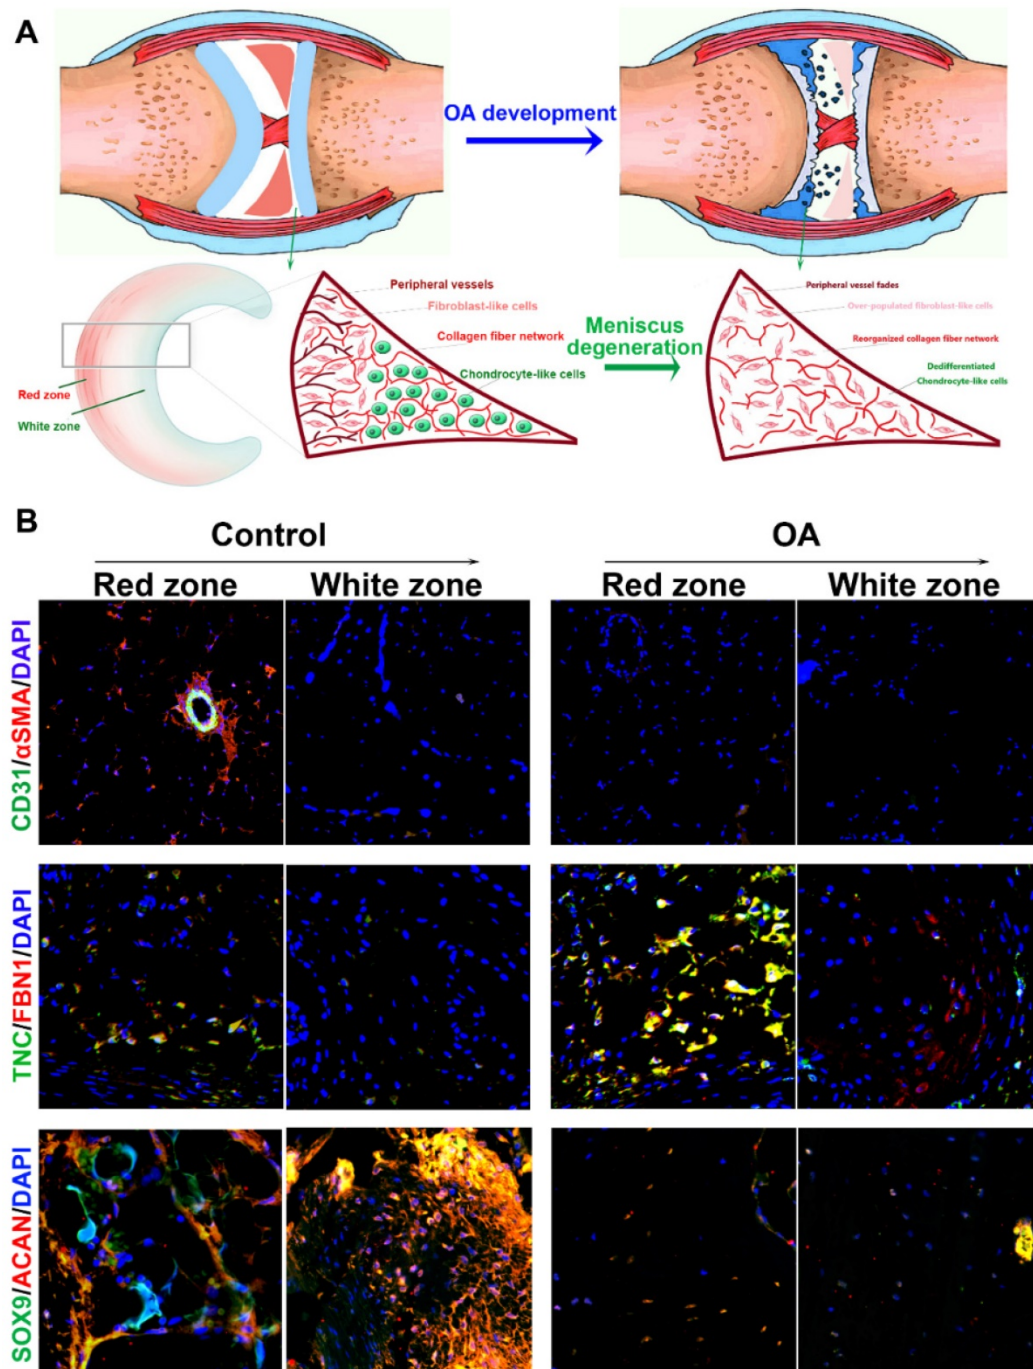 A
OA development
Peripheral vessels
Fibroblast-like cells
Collagen fiber network
Chondrocyte-like cells
Red zone
White zone
Meniscus
degeneration
Peripheral vessel fades
Over-populated fibroblast-like cells
Reorganized collagen fiber network
Dedifferentiated
Chondrocyte-like cells
B
Control
OA
Red zone
White zone
Red zone
White zone
CD31/αSMA/DAPI
TNC/FBN1/DAPI
SOX9/ACAN/DAPI